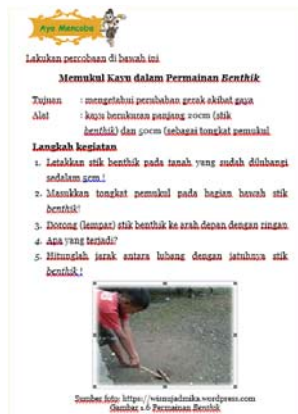 Ayo Mencoba
Lakukan percobaan di bawah ini
Memukul Kayu dalam Permainan Benthik
Tujuan : mengetahui perubahan gerak akibat gaya
Alat : kayu berukuran panjang 20cm (stik
benthik) dan 50cm (sebagai tongkat pemukul
Langkah kegiatan
1. Letakkan stik benthik pada tanah yang sudah dilubangi
sedalam 5cm !
2. Masukkan tongkat pemukul pada bagian bawah stik
benthik!
3. Dorong (lempar) stik benthik ke arah depan dengan ringan
4. Apa yang terjadi?
5. Hitunglah jarak antara lubang dengan jatuhnya stik
benthik !
Sumber foto: https://wisnujadmika.wordpress.com
Gambar 1.6 Permainan Benthik